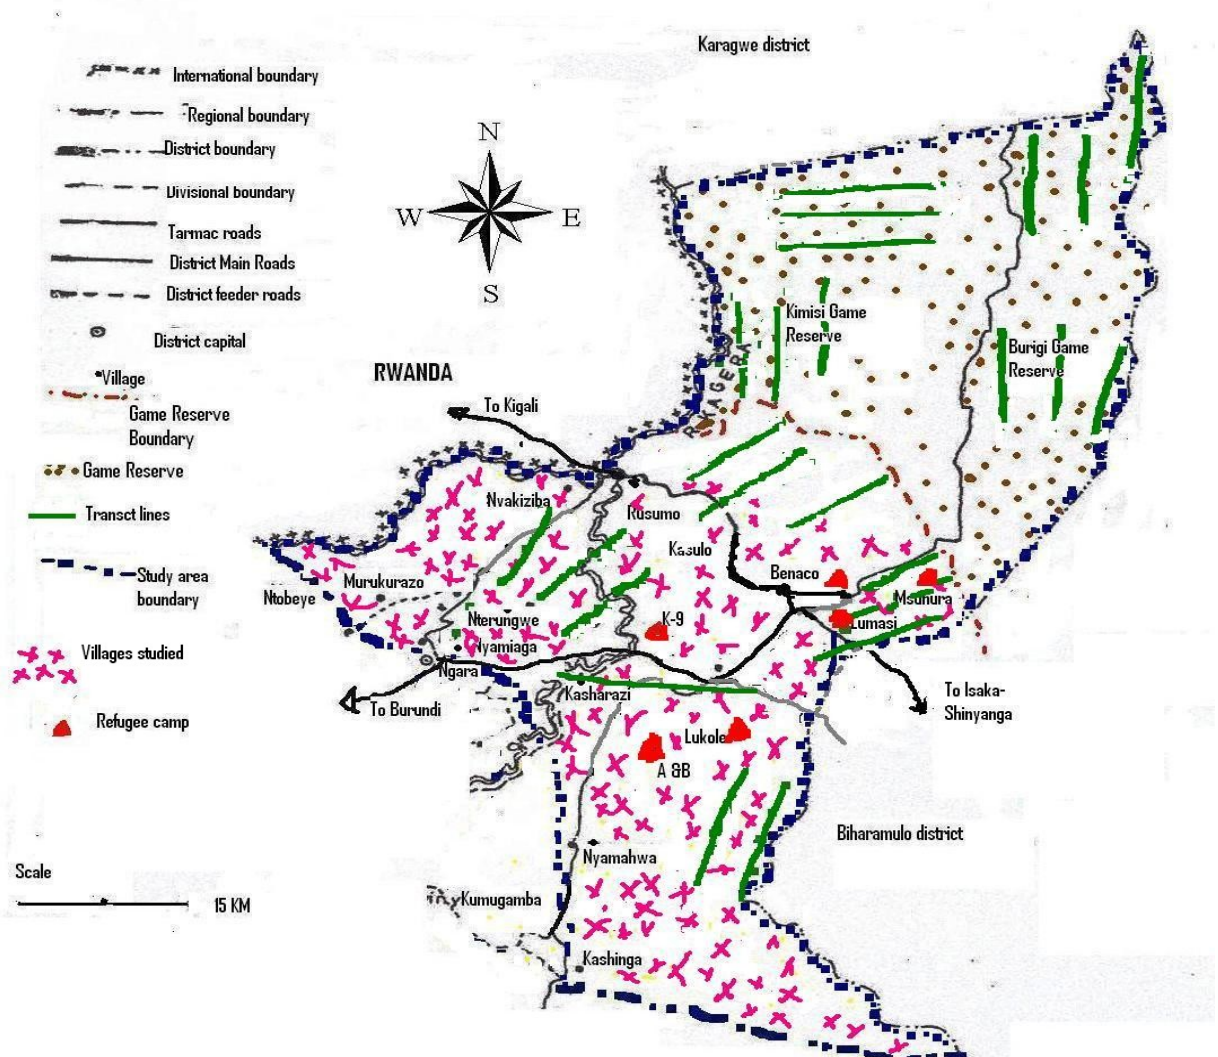 Karagwe district
International boundary
Regional boundary
District boundary
Divisional boundary
Tarmac roads
District Main Roads
District feeder roads
District capital
Village
Game Reserve
Boundary
Game Reserve
Transct lines
Study area
boundary
Villages studied
Refugee camp
Scale
15 KM
N
W
E
S
RWANDA
To Kigali
R. KAGERA
Kimisi Game
Reserve
Burigi Game
Reserve
Nvakiziba
Rusumo
Kasulo
Benaco
Msuhura
Lumasi
Murukurazo
Ntobeye
Nterungwe
Nyamiaga
K-9
Ngara
To Burundi
Kasharazi
To Isaka-
Shinyanga
Lukole
A &B
Biharamulo district
Nyamahwa
Kumugamba
Kashinga